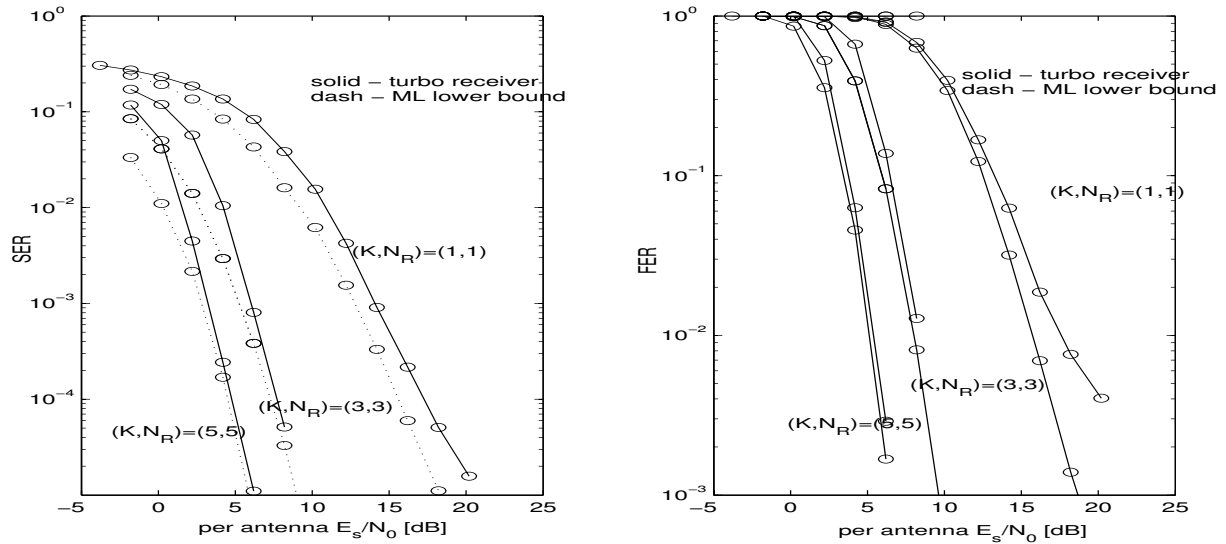 10^0
10^-1
10^-2
10^-3
10^-4
SER
solid – turbo receiver
dash – ML lower bound
(K,N_R)=(1,1)
(K,N_R)=(3,3)
(K,N_R)=(5,5)
−5 0 5 10 15 20 25
per antenna E_s/N_0 [dB]
10^0
10^-1
10^-2
10^-3
FER
solid – turbo receiver
dash – ML lower bound
(K,N_R)=(1,1)
(K,N_R)=(3,3)
(K,N_R)=(5,5)
−5 0 5 10 15 20 25
per antenna E_s/N_0 [dB]